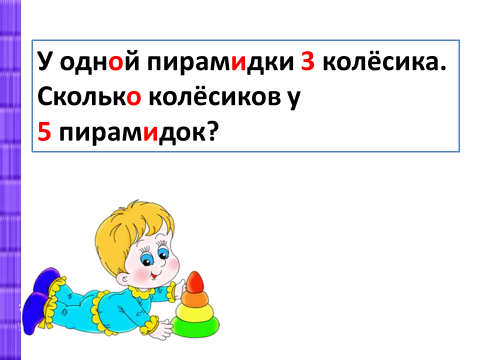 У одной пирамидки 3 колёсика.
Сколько колёсиков у
5 пирамидок?